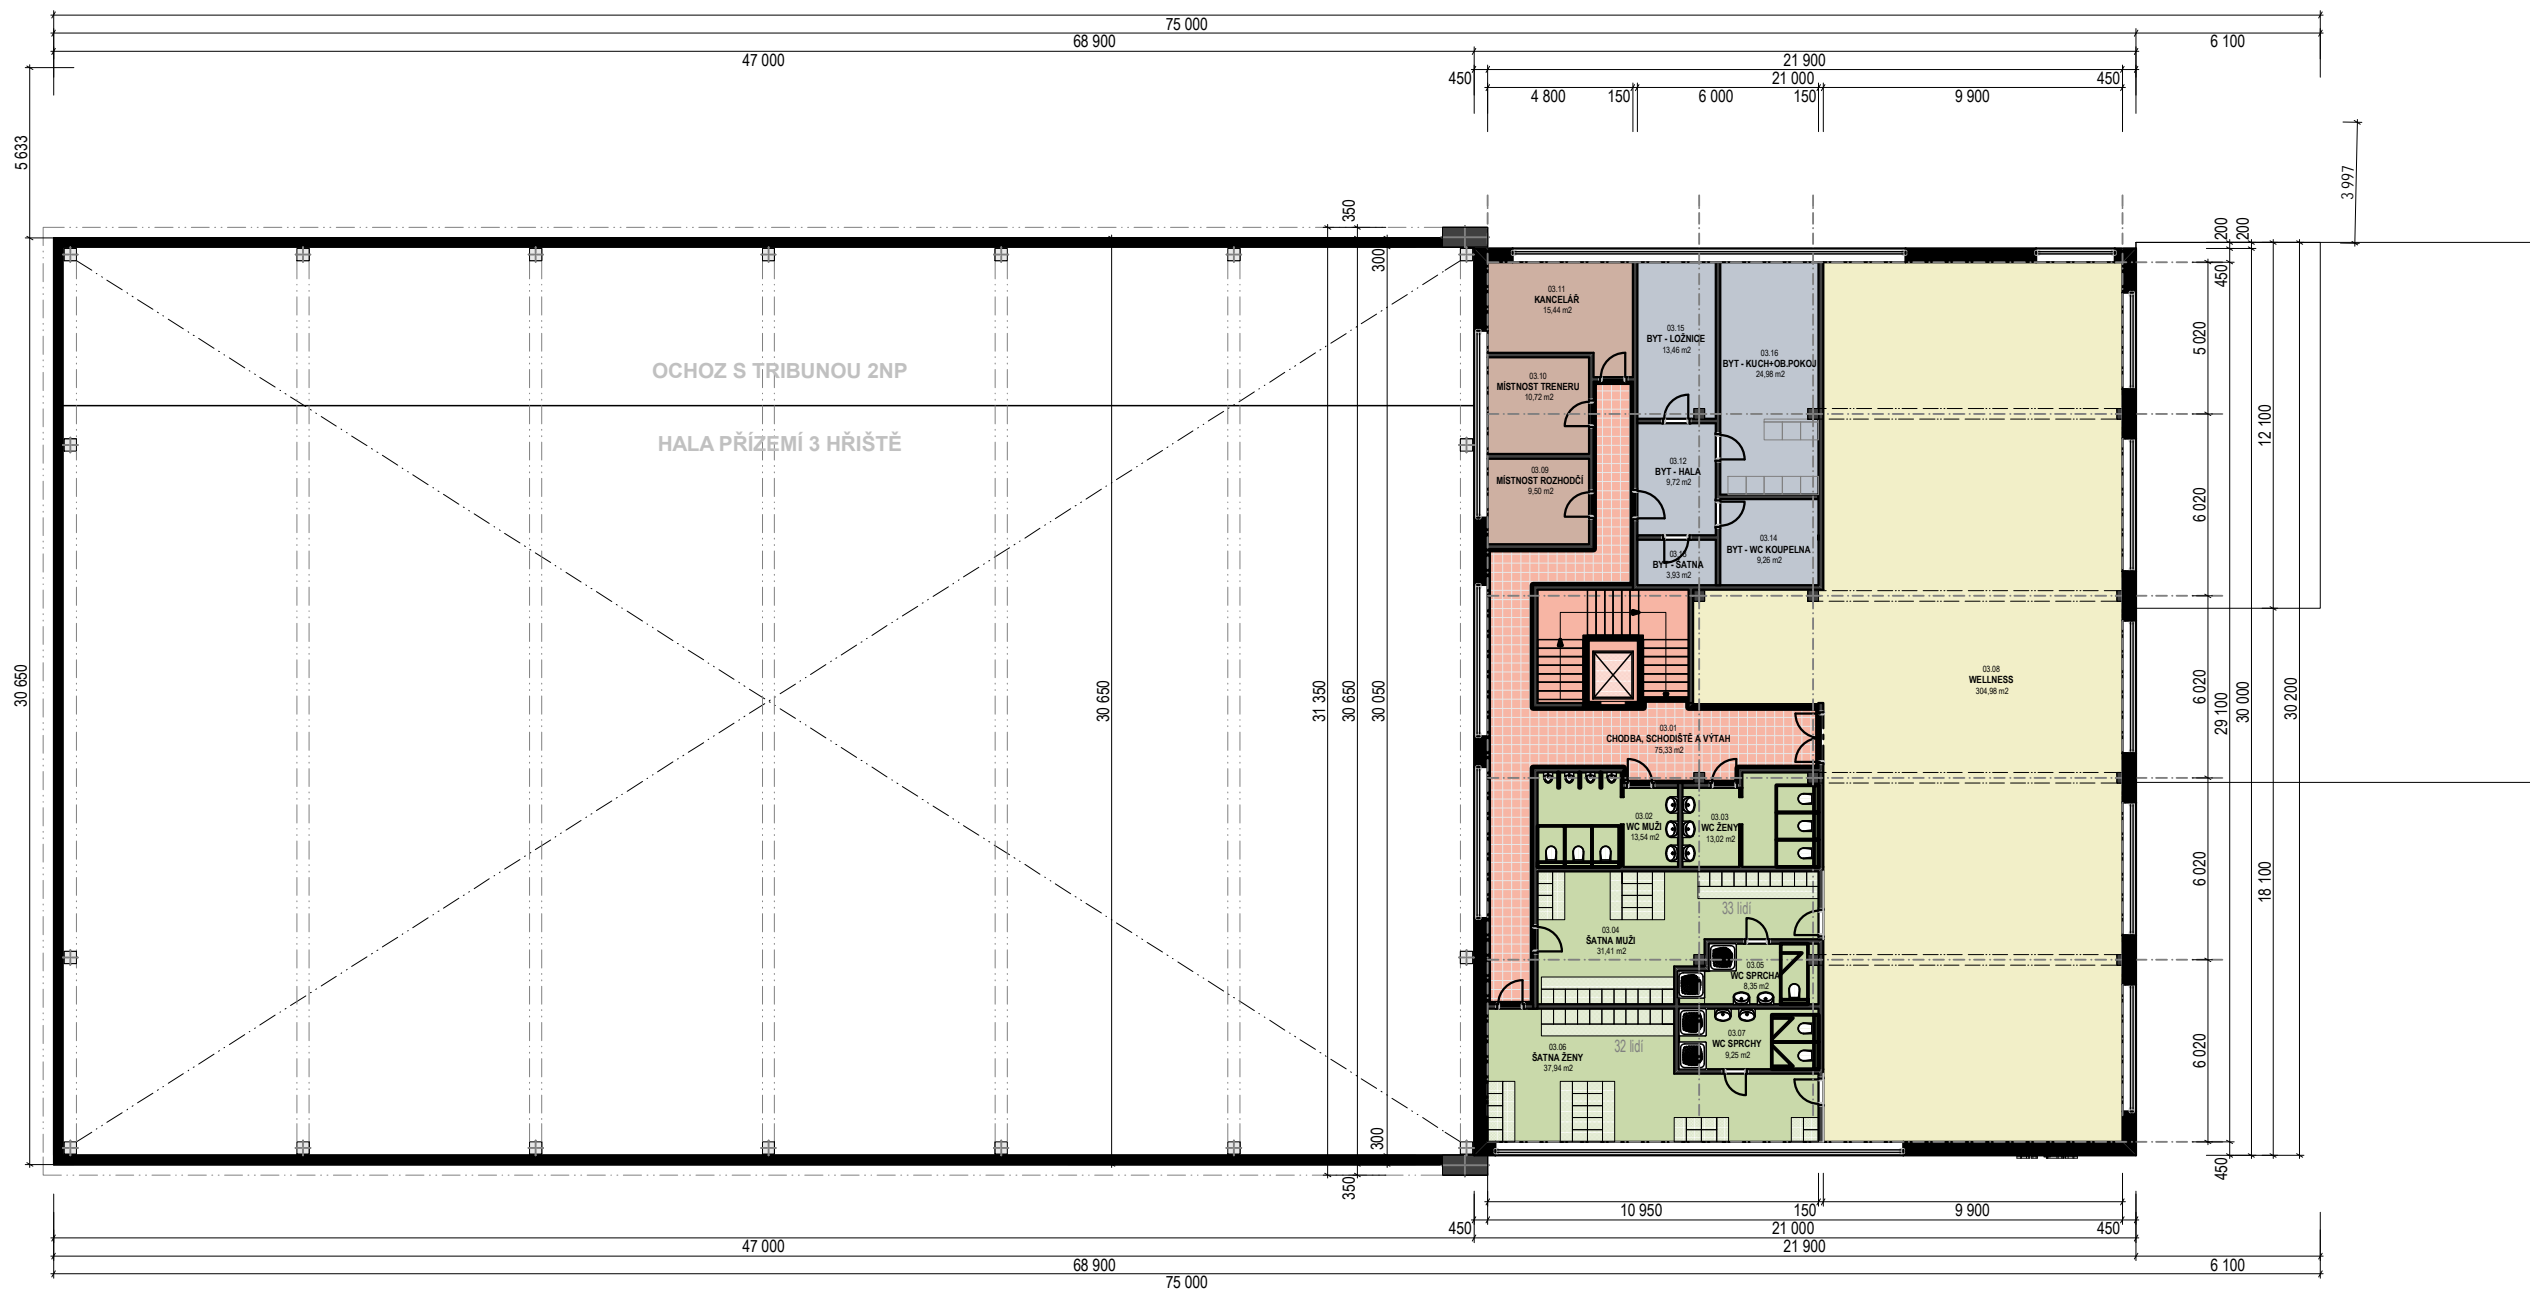 75 000
68 900
6 100
47 000
21 900
450
21 000
450
4 800
150
6 000
150
9 900
5 633
3 997
350
200
200
300
450
03.11
KANCELÁŘ
15,44 m2
03.15
BYT - LOŽNICE
13,46 m2
03.16
BYT - KUCH+OB.POKOJ
24,98 m2
5 020
OCHOZ S TRIBUNOU 2NP
03.10
MÍSTNOST TRENERU
10,72 m2
HALA PŘÍZEMÍ 3 HŘIŠTĚ
12 100
03.09
MÍSTNOST ROZHODČÍ
9,50 m2
03.12
BYT - HALA
9,72 m2
6 020
03.14
BYT - WC KOUPELNA
9,26 m2
03.13
BYT - ŠATNA
3,93 m2
30 650
30 650
31 350
30 650
30 050
03.08
WELLNESS
304,98 m2
6 020
29 100
30 000
30 200
03.01
CHODBA, SCHODIŠTĚ A VÝTAH
75,33 m2
03.02
WC MUŽI
13,54 m2
03.03
WC ŽENY
13,02 m2
6 020
18 100
33 lidí
03.04
ŠATNA MUŽI
31,41 m2
03.05
WC SPRCHA
8,35 m2
03.07
WC SPRCHY
9,25 m2
32 lidí
03.06
ŠATNA ŽENY
37,94 m2
6 020
300
350
450
10 950
150
9 900
450
21 000
450
47 000
21 900
68 900
6 100
75 000